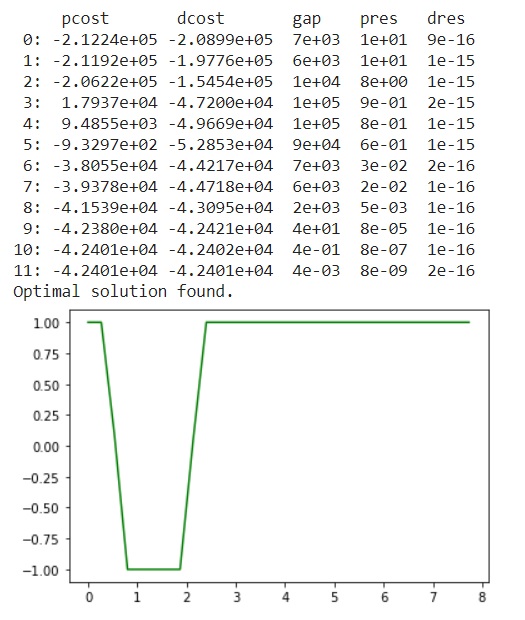 pcost dcost gap pres dres
0: -2.1224e+05 -2.0899e+05 7e+03 1e+01 9e-16
1: -2.1192e+05 -1.9776e+05 6e+03 1e+01 1e-15
2: -2.0622e+05 -1.5454e+05 1e+04 8e+00 1e-15
3: 1.7937e+04 -4.7200e+04 1e+05 9e-01 2e-15
4: 9.4855e+03 -4.9669e+04 1e+05 8e-01 1e-15
5: -9.3297e+02 -5.2853e+04 9e+04 6e-01 1e-15
6: -3.8055e+04 -4.4217e+04 7e+03 3e-02 2e-16
7: -3.9378e+04 -4.4718e+04 6e+03 2e-02 1e-16
8: -4.1539e+04 -4.3095e+04 2e+03 5e-03 1e-16
9: -4.2380e+04 -4.2421e+04 4e+01 8e-05 1e-16
10: -4.2401e+04 -4.2402e+04 4e-01 8e-07 1e-16
11: -4.2401e+04 -4.2401e+04 4e-03 8e-09 2e-16
Optimal solution found.
1.00
0.75
0.50
0.25
0.00
−0.25
−0.50
−0.75
−1.00
0 1 2 3 4 5 6 7 8